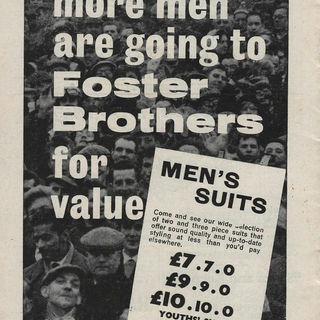 more men
are going to
Foster
Brothers
for
value
MEN'S
SUITS
Come and see our wide selection
of two and three piece suits that
offer sound quality and up-to-date
styling at less than you'd pay
elsewhere.
£7.7.0
£9.9.0
£10.10.0